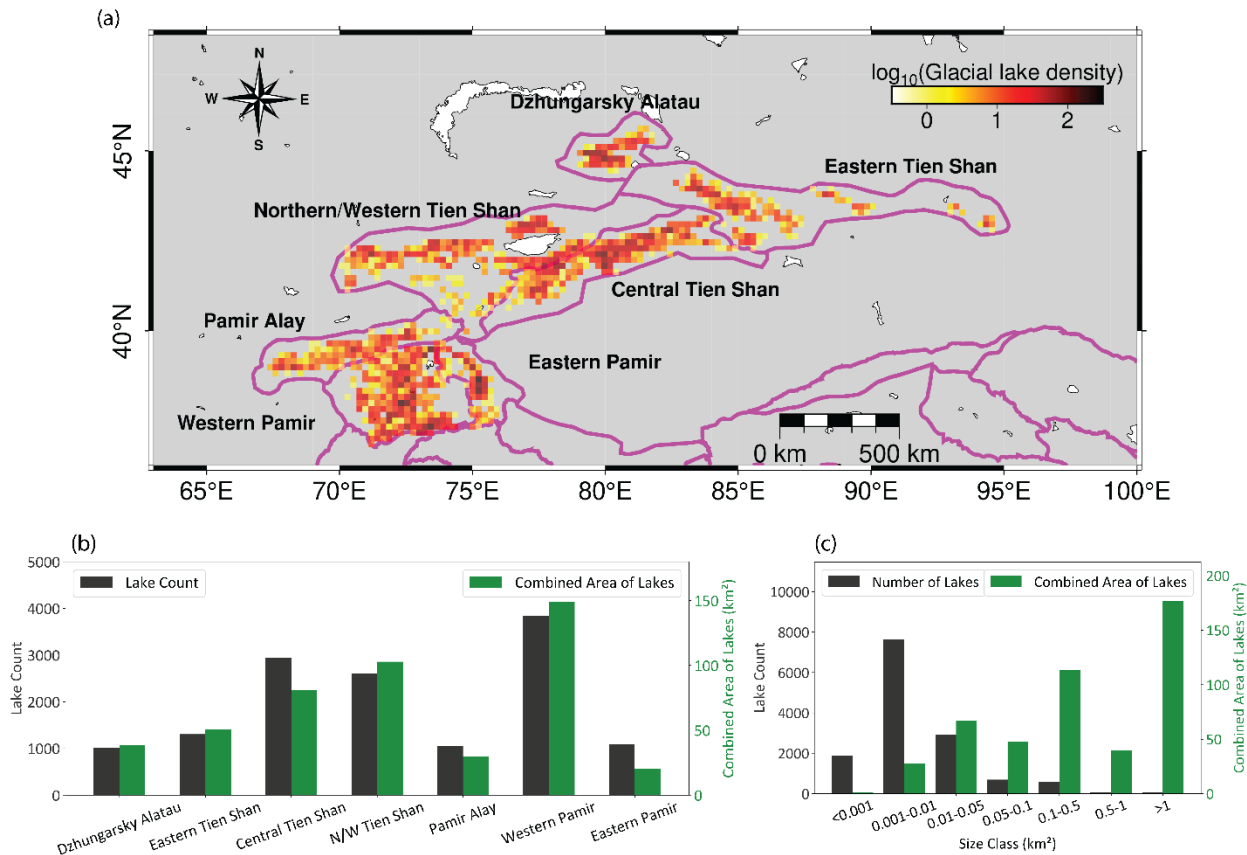 (a)
N
W E
S
log10(Glacial lake density)
0 1 2
Dzhungarsky Alatau
45°N
Eastern Tien Shan
Northern/Western Tien Shan
Central Tien Shan
Pamir Alay
40°N
Eastern Pamir
Western Pamir
0 km 500 km
65°E 70°E 75°E 80°E 85°E 90°E 95°E 100°E
(b)
Lake Count
Combined Area of Lakes
5000
4000
3000
2000
1000
0
Lake Count
150
100
50
0
Combined Area of Lakes (km²)
Dzhungarsky Alatau
Eastern Tien Shan
Central Tien Shan
N/W Tien Shan
Pamir Alay
Western Pamir
Eastern Pamir
(c)
Number of Lakes
Combined Area of Lakes
10000
8000
6000
4000
2000
0
Lake Count
200
150
100
50
0
Combined Area of Lakes (km²)
<0.001
0.001-0.01
0.01-0.05
0.05-0.1
0.1-0.5
0.5-1
>1
Size Class (km²)